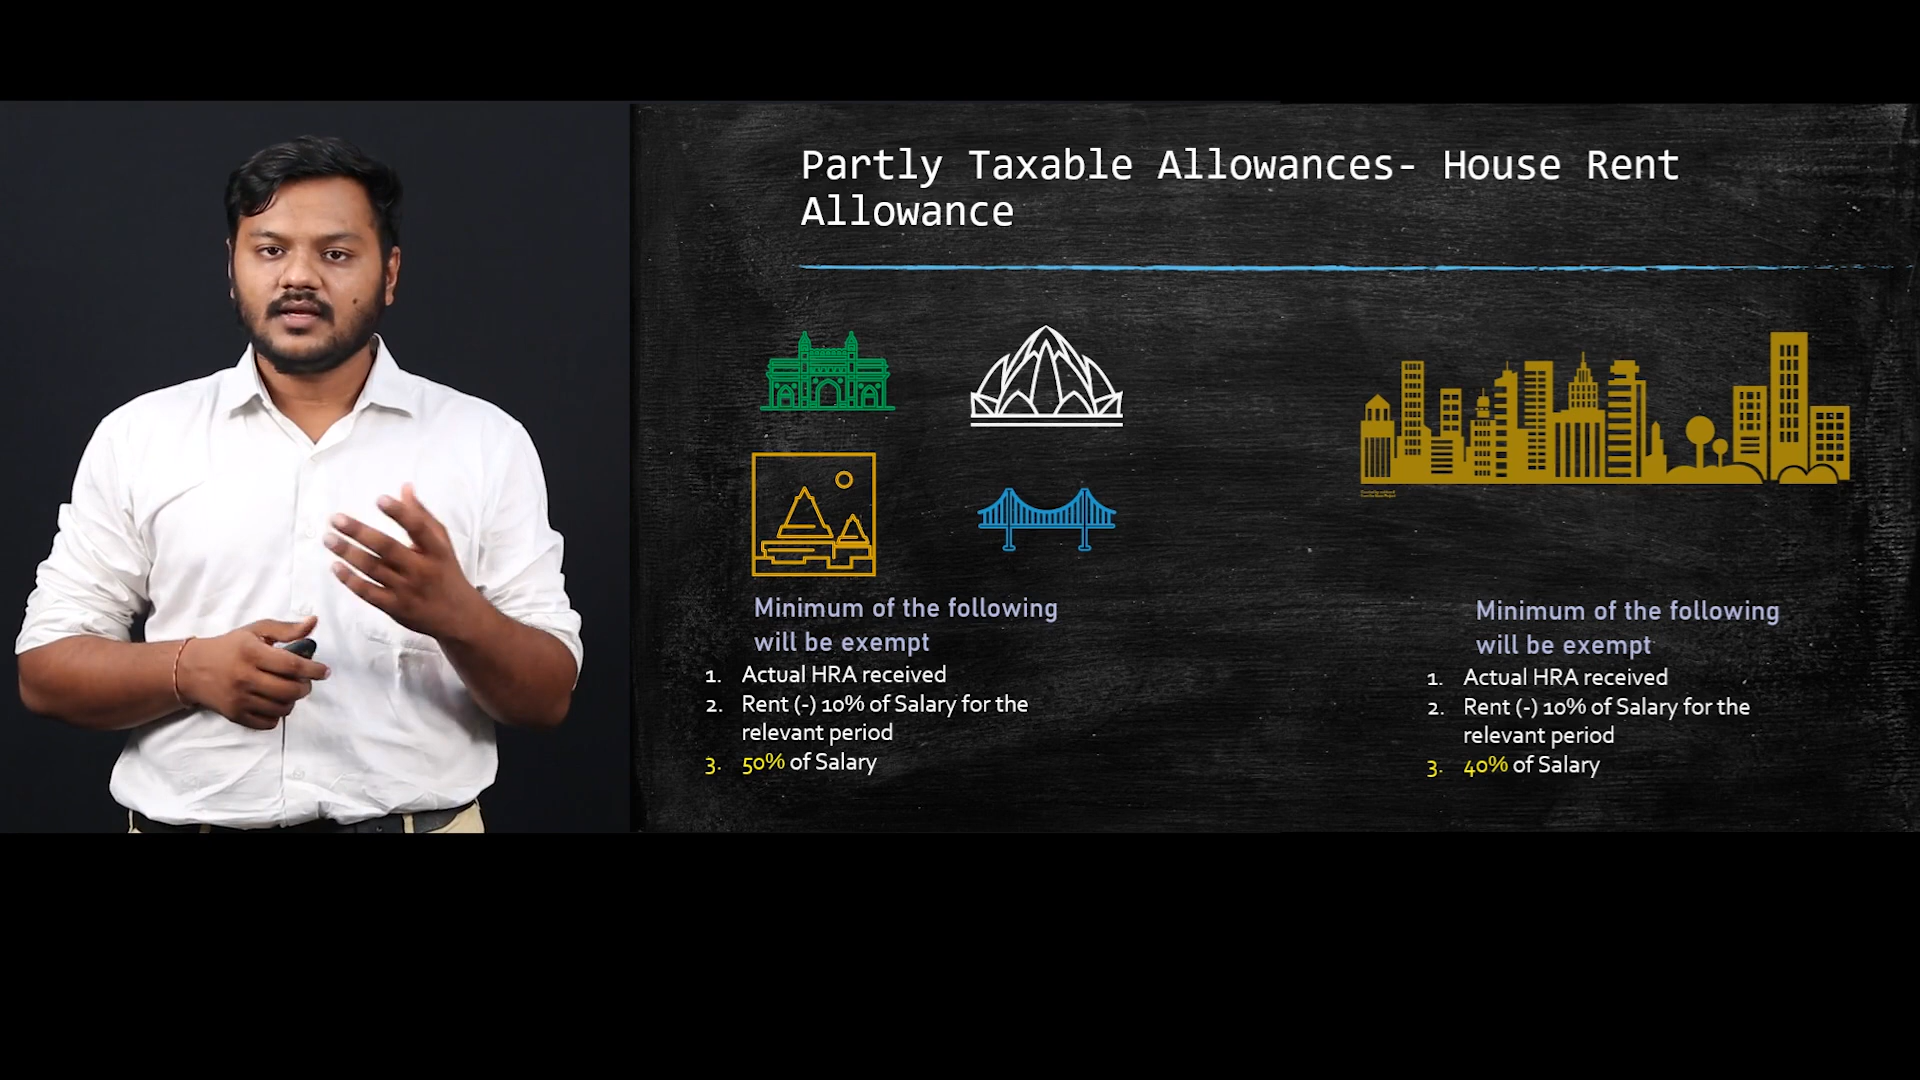 Partly Taxable Allowances- House Rent
Allowance
Minimum of the following
will be exempt
1. Actual HRA received
2. Rent (-) 10% of Salary for the
relevant period
3. 50% of Salary
Minimum of the following
will be exempt
1. Actual HRA received
2. Rent (-) 10% of Salary for the
relevant period
3. 40% of Salary